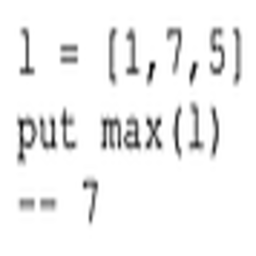 l = [1,7,5]
put max(l)
-- 7